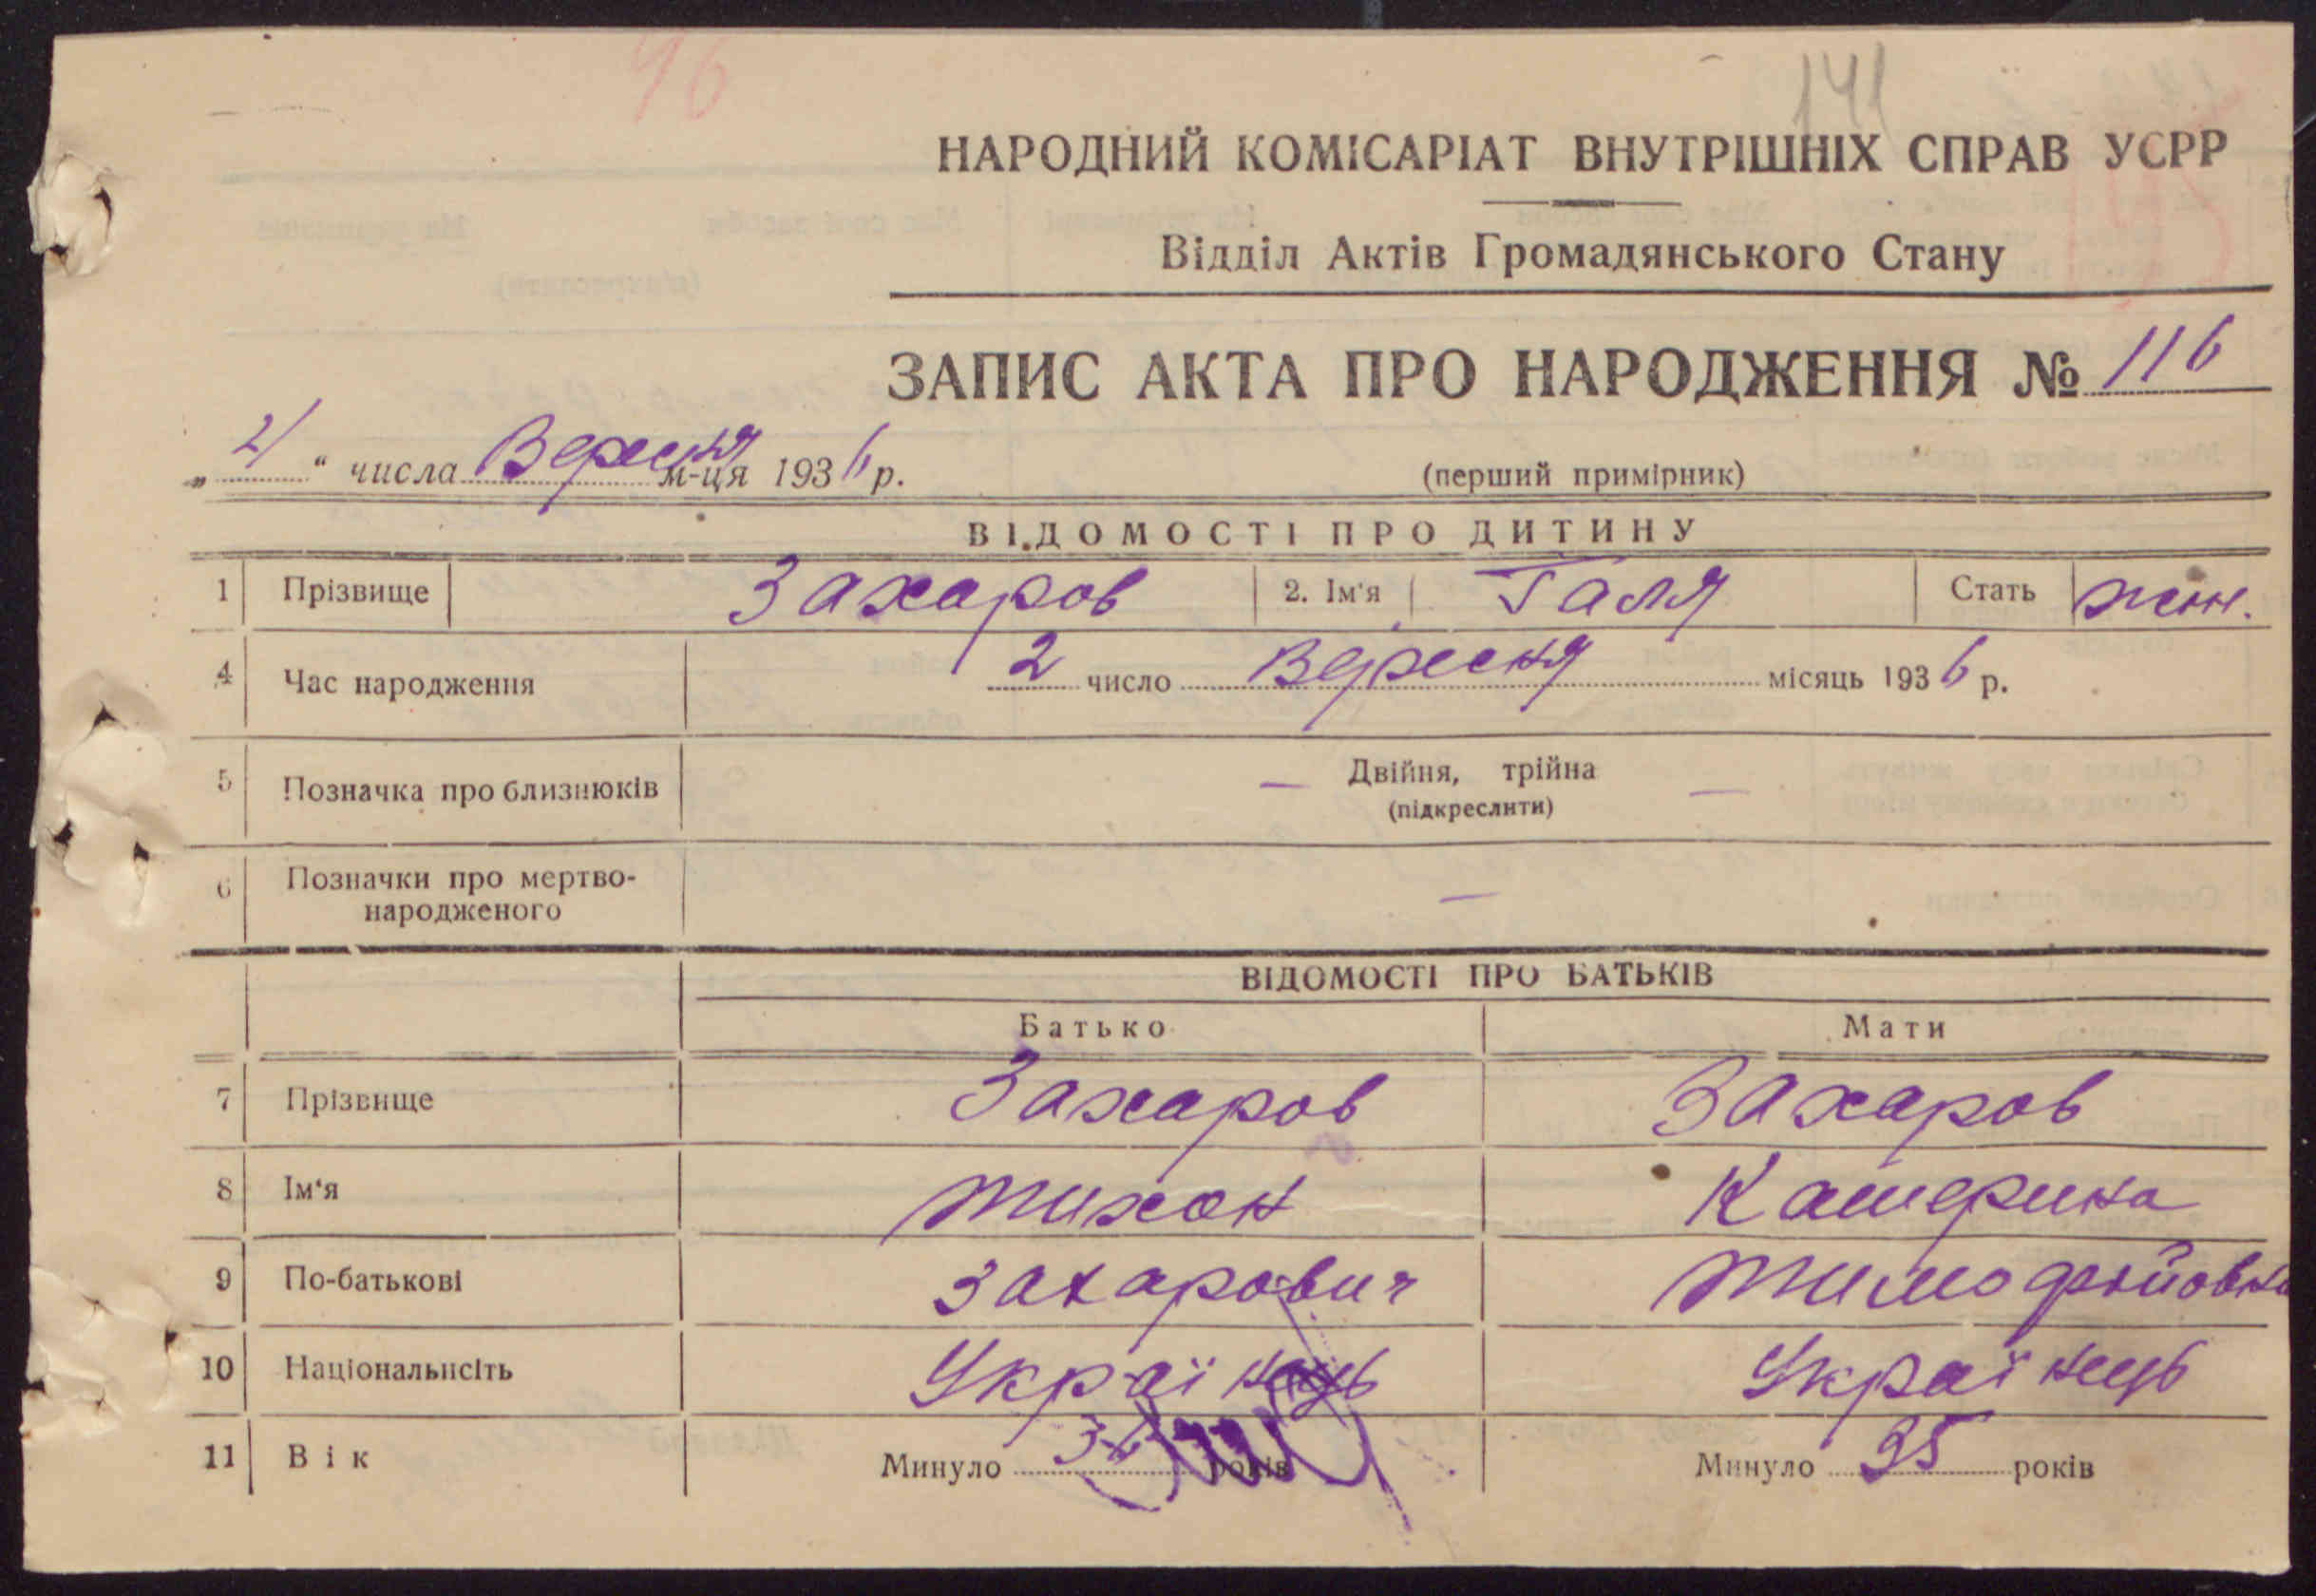 96
141
НАРОДНИЙ КОМІСАРІАТ ВНУТРІШНІХ СПРАВ УСРР
Відділ Актів Громадянського Стану
ЗАПИС АКТА ПРО НАРОДЖЕННЯ № 116
„ 4 “ числа Вересня м-ця 1936 р.
(перший примірник)
ВІДОМОСТІ ПРО ДИТИНУ
1 Прізвище Захаров 2. Ім'я Галя Стать жін.
4 Час народження 2 число Вересня місяць 1936 р.
5 Позначка про близнюків — Двійня, трійна —
(підкреслити)
6 Позначки про мертво-
народженого —
ВІДОМОСТІ ПРО БАТЬКІВ
Батько Мати
7 Прізвище Захаров Захаров
8 Ім‘я Тихон Катерина
9 По-батькові Захарович Тимофійовна
10 Національність Українець Українець
11 Вік Минуло 36 років Минуло 35 років